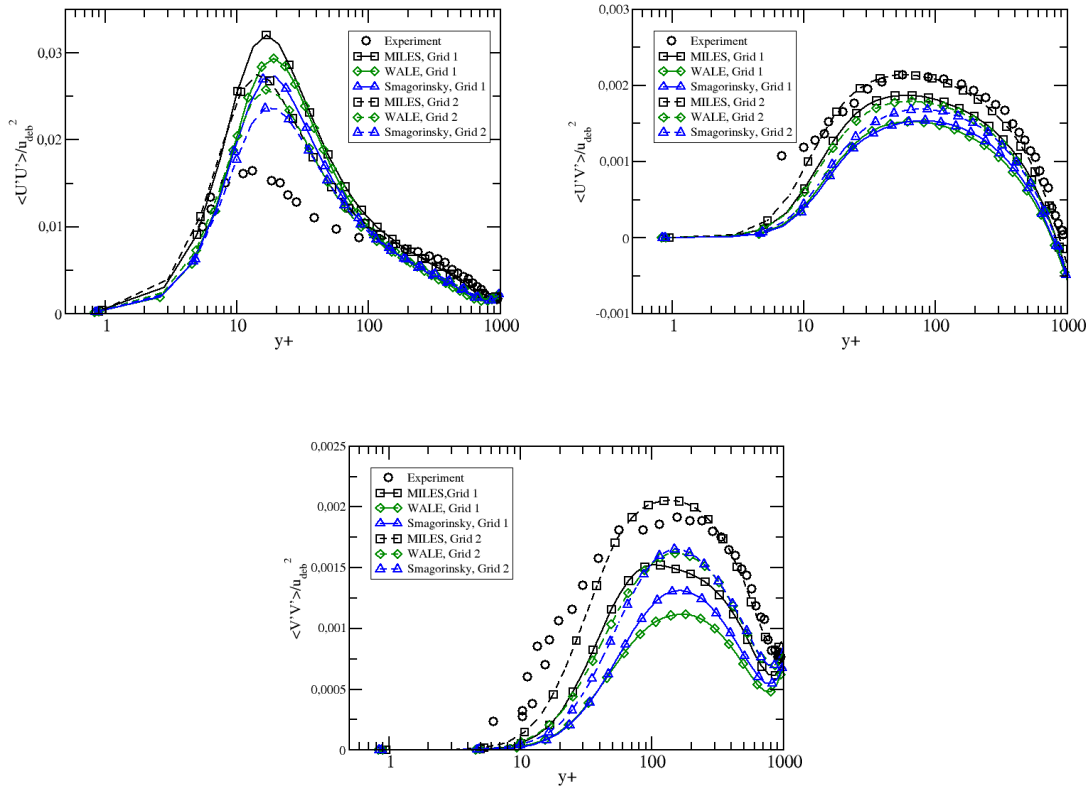 0,03
0.02
0,01
0
1
10
100
1000
y+
<U'U'>/u_deb^2
Experiment
MILES, Grid 1
WALE, Grid 1
Smagorinsky, Grid 1
MILES, Grid 2
WALE, Grid 2
Smagorinsky, Grid 2
0,003
0.002
0,001
0
-0,001
1
10
100
1000
y+
<U'V'>/u_deb^2
Experiment
MILES, Grid 1
WALE, Grid 1
Smagorinsky, Grid 1
MILES, Grid 2
WALE, Grid 2
Smagorinsky, Grid 2
0,0025
0,002
0,0015
0,001
0,0005
0
1
10
100
1000
y+
<V'V'>/u_deb^2
Experiment
MILES,Grid 1
WALE, Grid 1
Smagorinsky, Grid 1
MILES, Grid 2
WALE, Grid 2
Smagorinsky, Grid 2